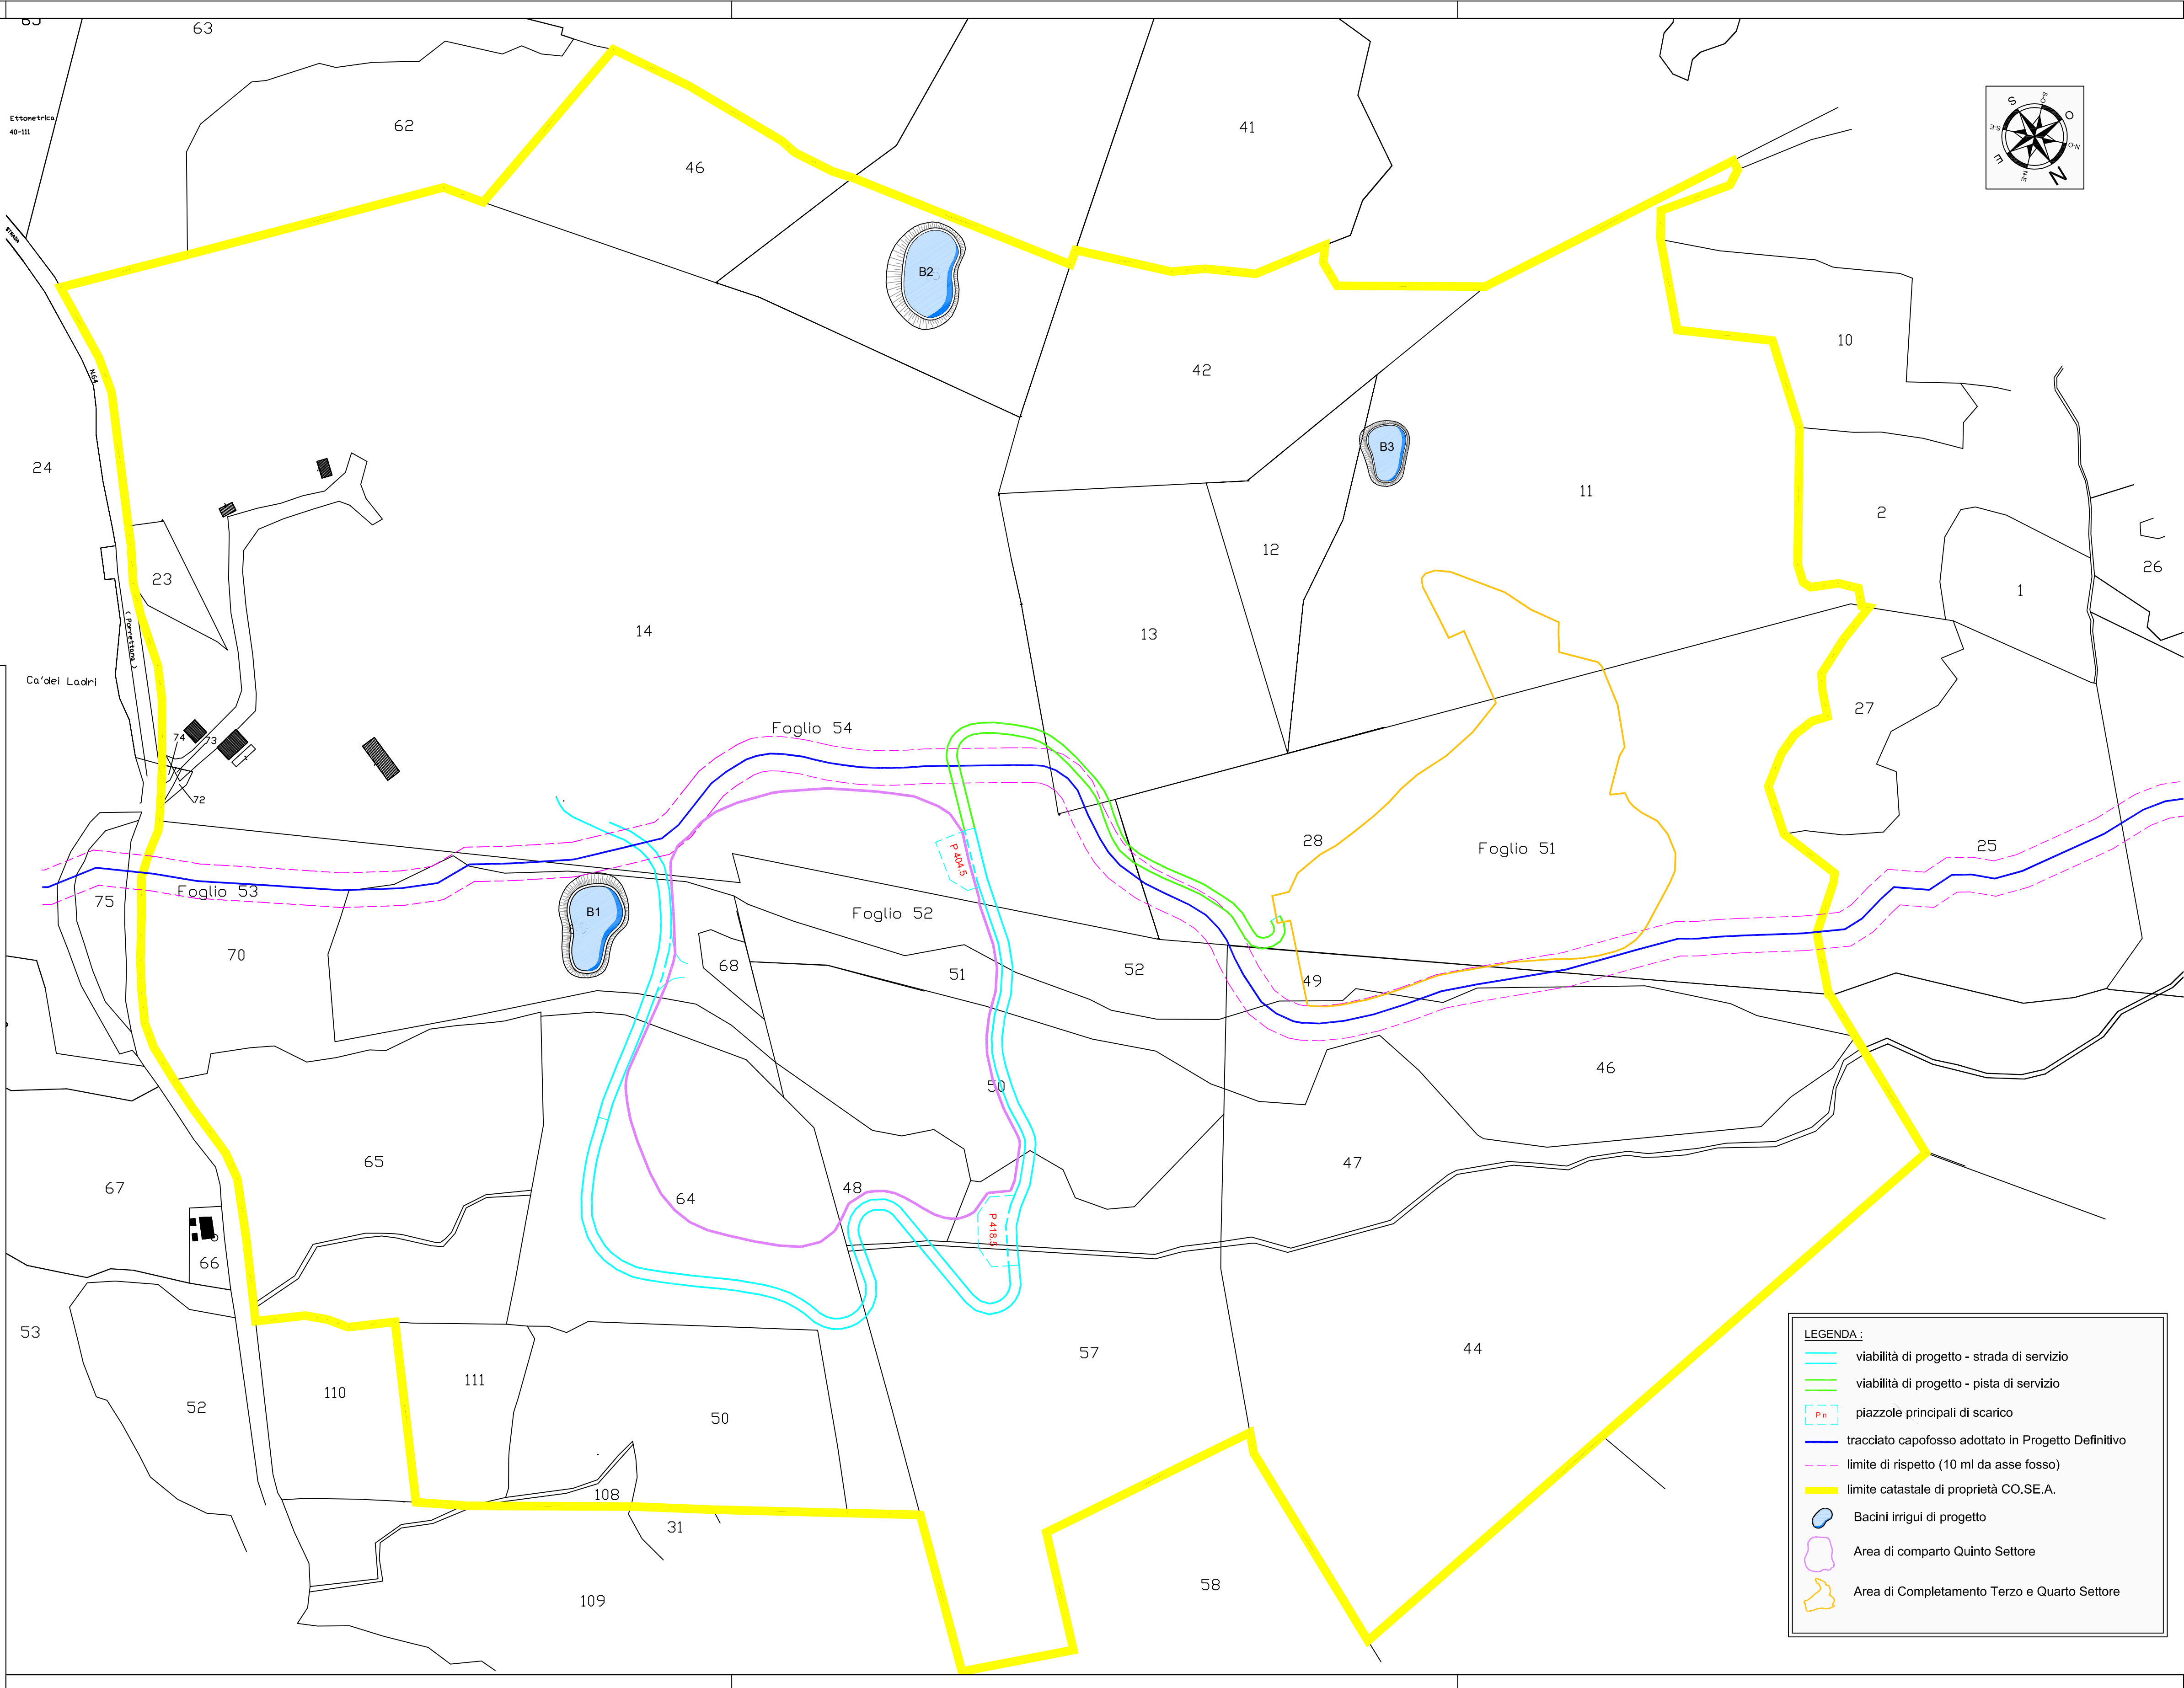 63
62
Ettometrica
40-111
46
41
S
S-O
O
S-E
N-O
E
N-E
N
STRADA
B2
10
N.64
42
24
B3
11
2
12
23
26
1
14
13
( Porrettana )
Ca'dei Ladri
27
Foglio 54
74
73
72
28
Foglio 51
25
P 404.5
Foglio 53
75
B1
Foglio 52
70
68
51
52
49
50
46
65
47
67
64
48
P 418.5
66
53
57
44
110
111
52
50
108
31
58
109
LEGENDA :
viabilità di progetto - strada di servizio
viabilità di progetto - pista di servizio
P n
piazzole principali di scarico
tracciato capofosso adottato in Progetto Definitivo
limite di rispetto (10 ml da asse fosso)
limite catastale di proprietà CO.SE.A.
Bacini irrigui di progetto
Area di comparto Quinto Settore
Area di Completamento Terzo e Quarto Settore